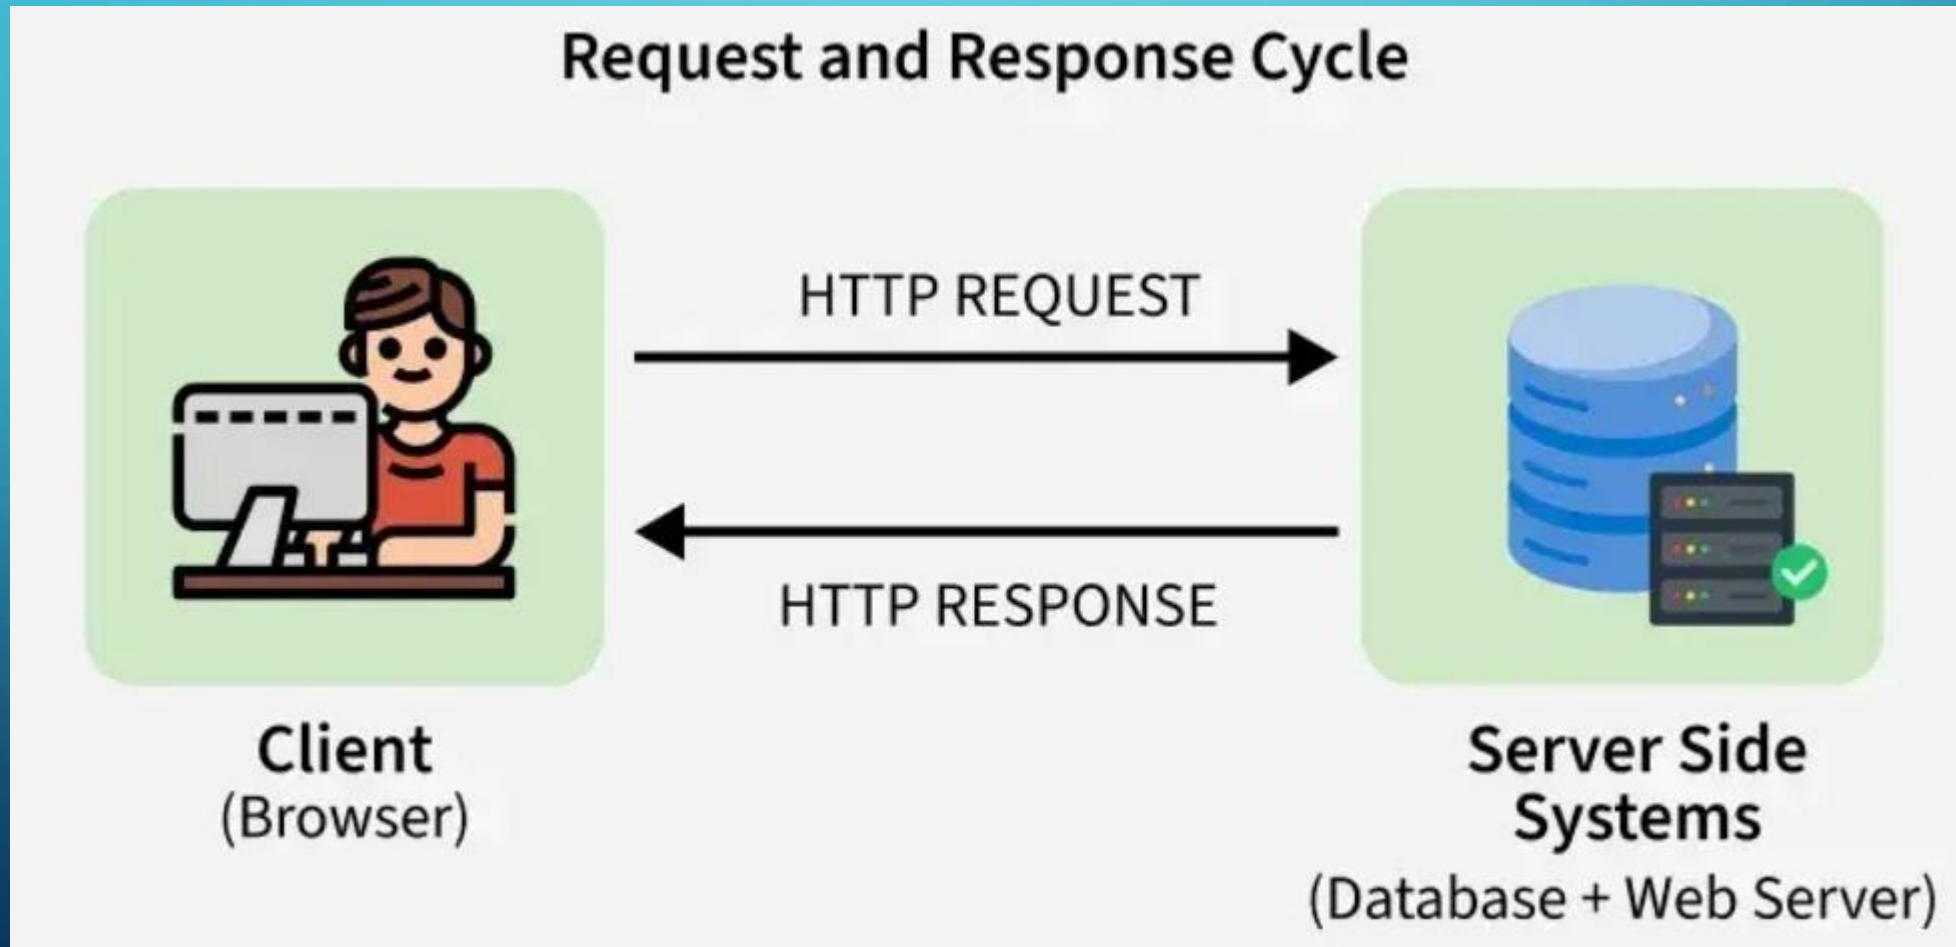 Request and Response Cycle
HTTP REQUEST
HTTP RESPONSE
Client
(Browser)
Server Side
Systems
(Database + Web Server)